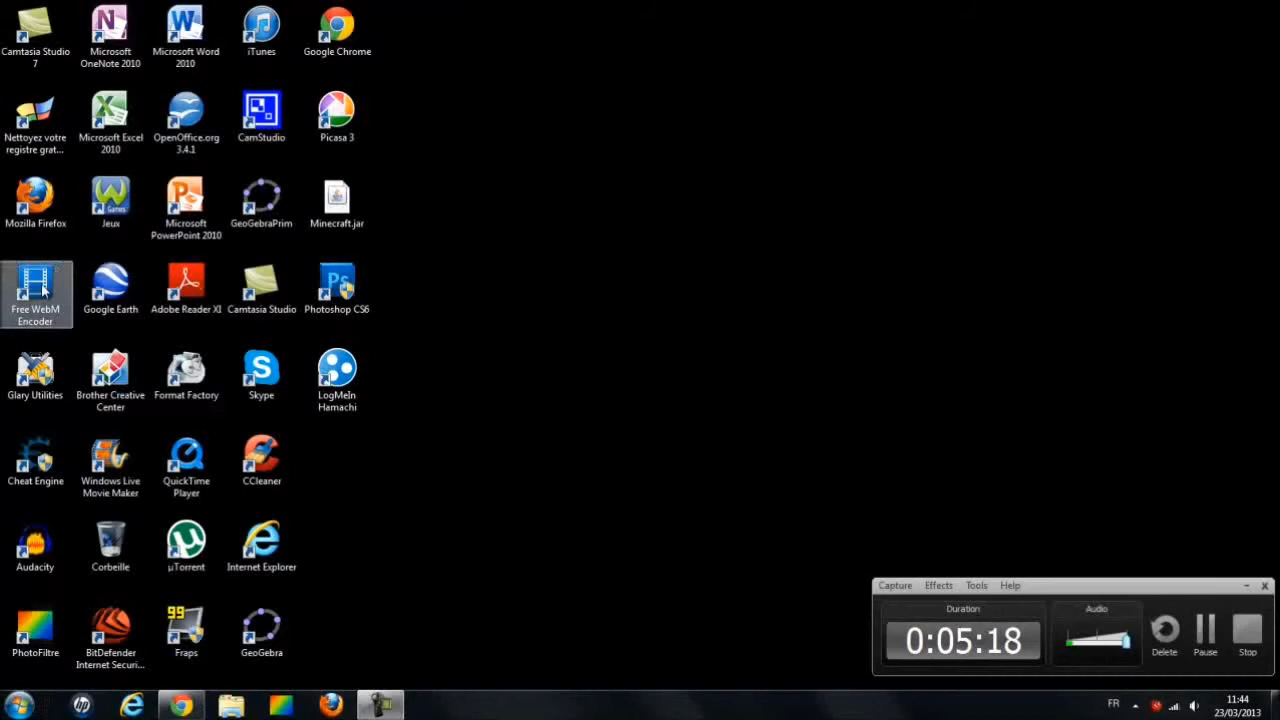 Camtasia Studio
7
Microsoft
OneNote 2010
Microsoft Word
2010
iTunes
Google Chrome
Nettoyez votre
registre grat...
Microsoft Excel
2010
OpenOffice.org
3.4.1
CamStudio
Picasa 3
Mozilla Firefox
Games
Jeux
Microsoft
PowerPoint 2010
GeoGebraPrim
Minecraft.jar
Free WebM
Encoder
Google Earth
Adobe Reader XI
Camtasia Studio
Ps
Photoshop CS6
Glary Utilities
Brother Creative
Center
Format Factory
Skype
LogMeIn
Hamachi
Cheat Engine
Windows Live
Movie Maker
QuickTime
Player
CCleaner
Audacity
Corbeille
µTorrent
Internet Explorer
PhotoFiltre
BitDefender
Internet Securi...
99
Fraps
GeoGebra
Capture Effects Tools Help
Duration
0:05:18
Audio
Delete
Pause
Stop
hp
FR
11:44
23/03/2013